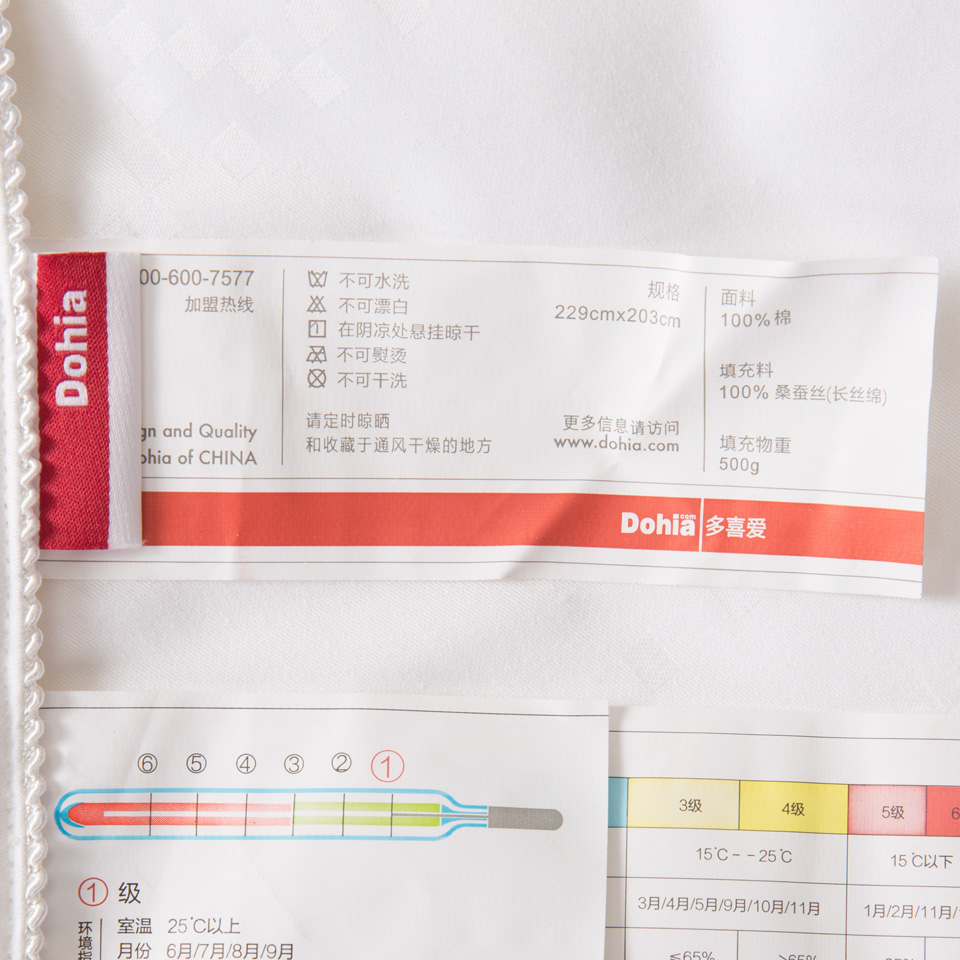 Dohia
00-600-7577
加盟热线
gn and Quality
ohia of CHINA
不可水洗
不可漂白
在阴凉处悬挂晾干
不可熨烫
不可干洗
请定时晾晒
和收藏于通风干燥的地方
规格
229cmx203cm
更多信息请访问
www.dohia.com
面料
100%棉
填充料
100% 桑蚕丝(长丝绵)
填充物重
500g
Dohia.com 多喜爱
⑥ ⑤ ④ ③ ② ①
① 级
环境指
室温 25℃以上
月份 6月/7月/8月/9月
3级 4级 5级 6
15℃--25℃ 15℃以下
3月/4月/5月/9月/10月/11月 1月/2月/11月/
≤65% >65%